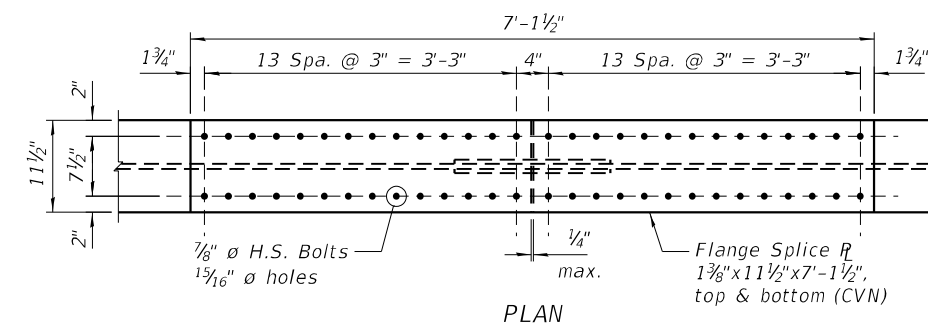 7'-1½"
1¾"
13 Spa. @ 3" = 3'-3"
4"
13 Spa. @ 3" = 3'-3"
1¾"
2"
11½"
7½"
2"
⅞" ø H.S. Bolts
15/16" ø holes
¼"
max.
Flange Splice ℄
1⅜"x11½"x7'-1½",
top & bottom (CVN)
PLAN